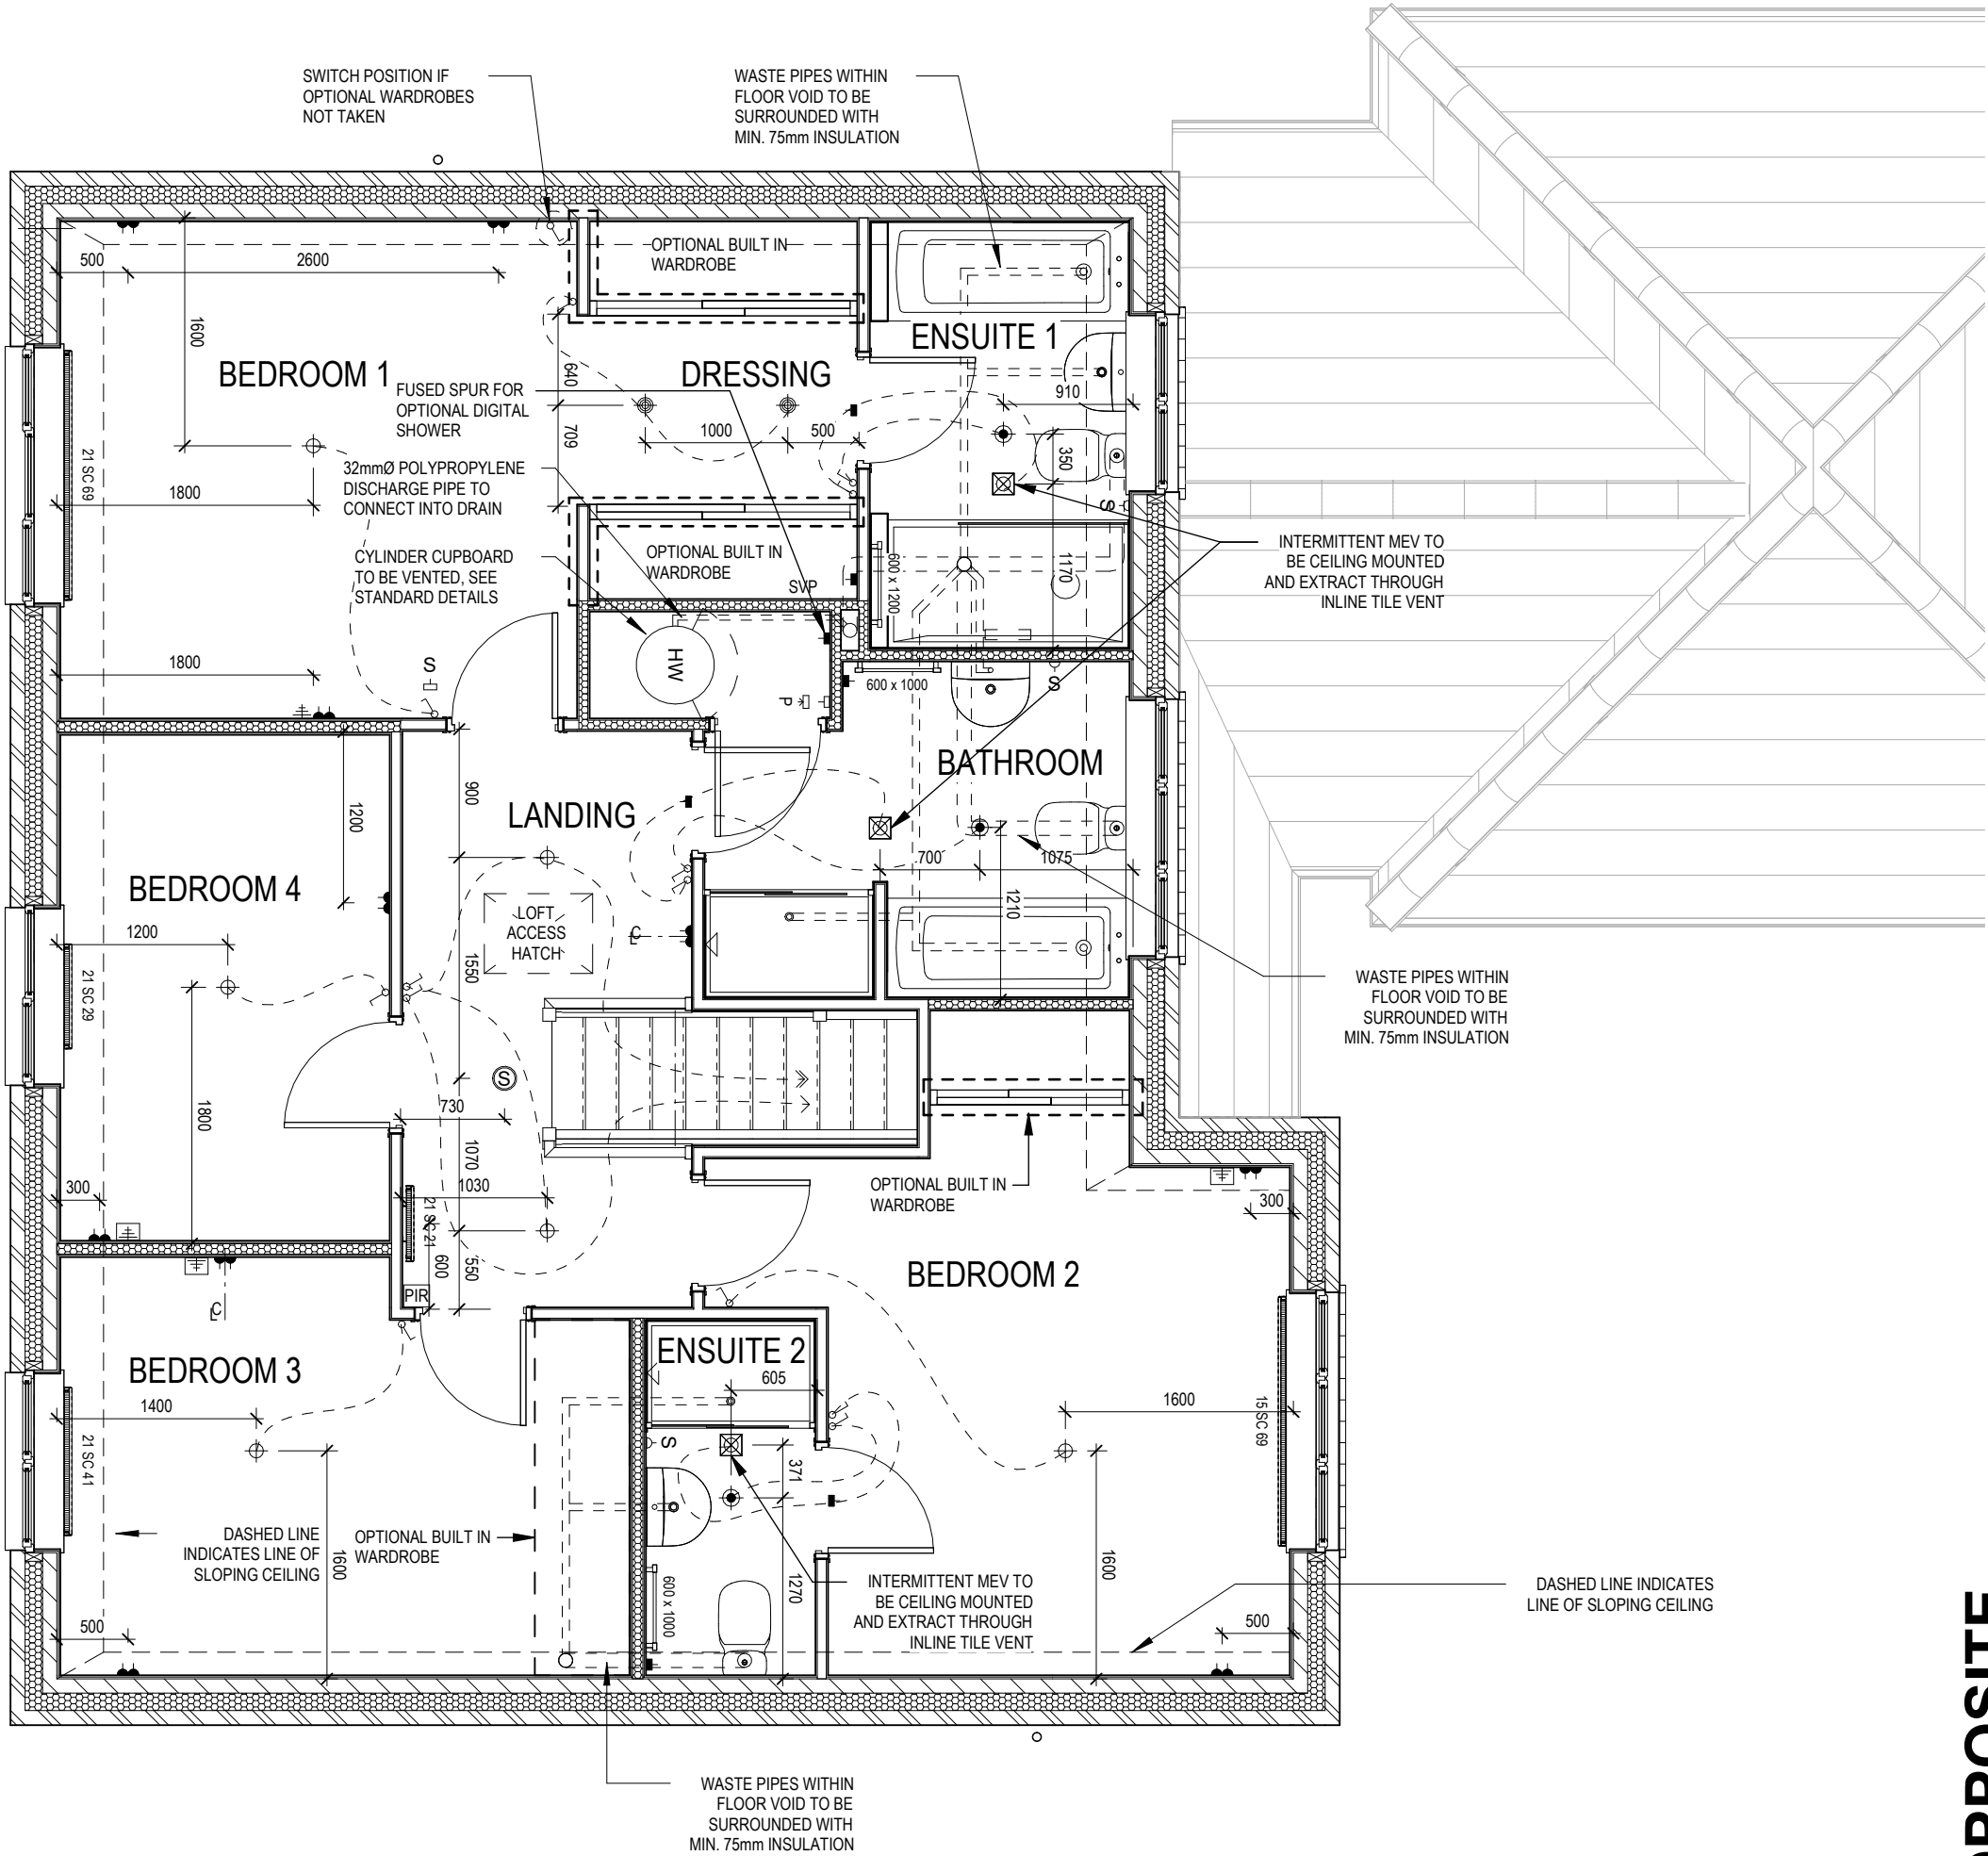 SWITCH POSITION IF
OPTIONAL WARDROBES
NOT TAKEN
WASTE PIPES WITHIN
FLOOR VOID TO BE
SURROUNDED WITH
MIN. 75mm INSULATION
OPTIONAL BUILT IN
WARDROBE
500
2600
1600
BEDROOM 1
DRESSING
ENSUITE 1
640
709
FUSED SPUR FOR
OPTIONAL DIGITAL
SHOWER
1000
500
910
350
21 SC 69
1800
32mmØ POLYPROPYLENE
DISCHARGE PIPE TO
CONNECT INTO DRAIN
CYLINDER CUPBOARD
TO BE VENTED, SEE
STANDARD DETAILS
OPTIONAL BUILT IN
WARDROBE
SVP
600 x 1200
1170
S
INTERMITTENT MEV TO
BE CEILING MOUNTED
AND EXTRACT THROUGH
INLINE TILE VENT
1800
S
HW
P
600 x 1000
S
BATHROOM
900
LANDING
1200
BEDROOM 4
700
1075
1210
LOFT
ACCESS
HATCH
CL
1200
21 SC 29
1550
WASTE PIPES WITHIN
FLOOR VOID TO BE
SURROUNDED WITH
MIN. 75mm INSULATION
S
730
1800
1070
1030
300
21 SC 21
600
550
PIR
OPTIONAL BUILT IN
WARDROBE
300
BEDROOM 2
CL
BEDROOM 3
1400
21 SC 41
ENSUITE 2
605
S
371
1600
15 SC 69
DASHED LINE
INDICATES LINE OF
SLOPING CEILING
OPTIONAL BUILT IN
WARDROBE
1600
500
600 x 1000
1270
INTERMITTENT MEV TO
BE CEILING MOUNTED
AND EXTRACT THROUGH
INLINE TILE VENT
1600
500
DASHED LINE INDICATES
LINE OF SLOPING CEILING
WASTE PIPES WITHIN
FLOOR VOID TO BE
SURROUNDED WITH
MIN. 75mm INSULATION